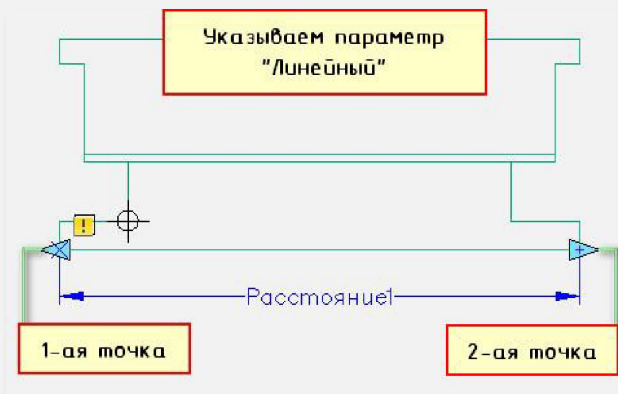 Указываем параметр
"Линейный"
!
Расстояние1
1-ая точка
2-ая точка